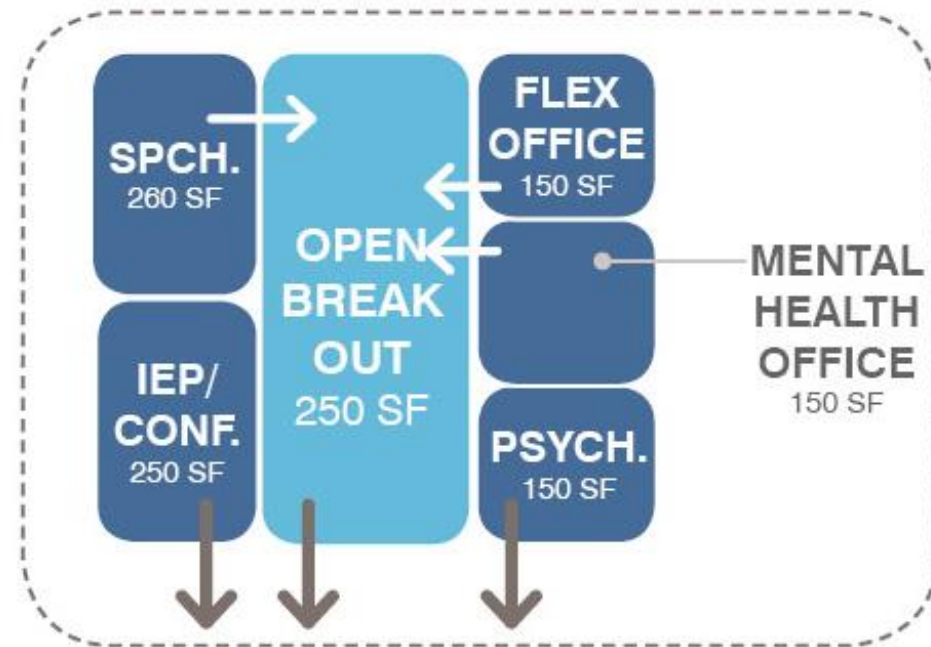 SPCH.
260 SF
IEP/
CONF.
250 SF
OPEN
BREAK
OUT
250 SF
FLEX
OFFICE
150 SF
PSYCH.
150 SF
MENTAL
HEALTH
OFFICE
150 SF